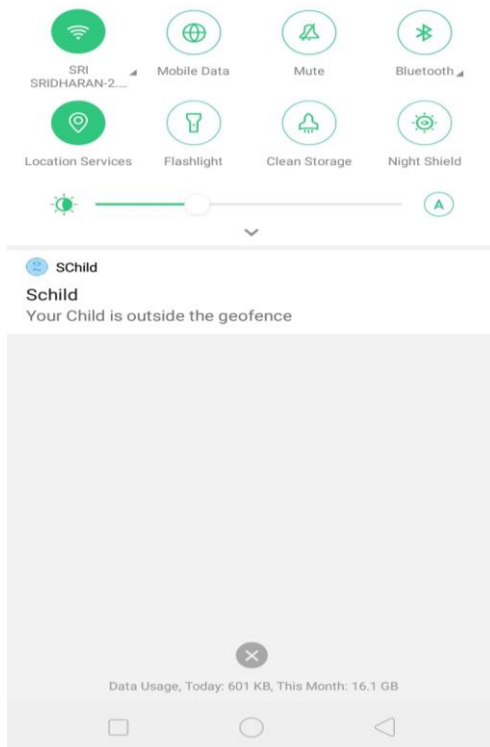 SRI
SRIDHARAN-2....
Mobile Data
Mute
Bluetooth
Location Services
Flashlight
Clean Storage
Night Shield
A
SChild
Schild
Your Child is outside the geofence
Data Usage, Today: 601 KB, This Month: 16.1 GB